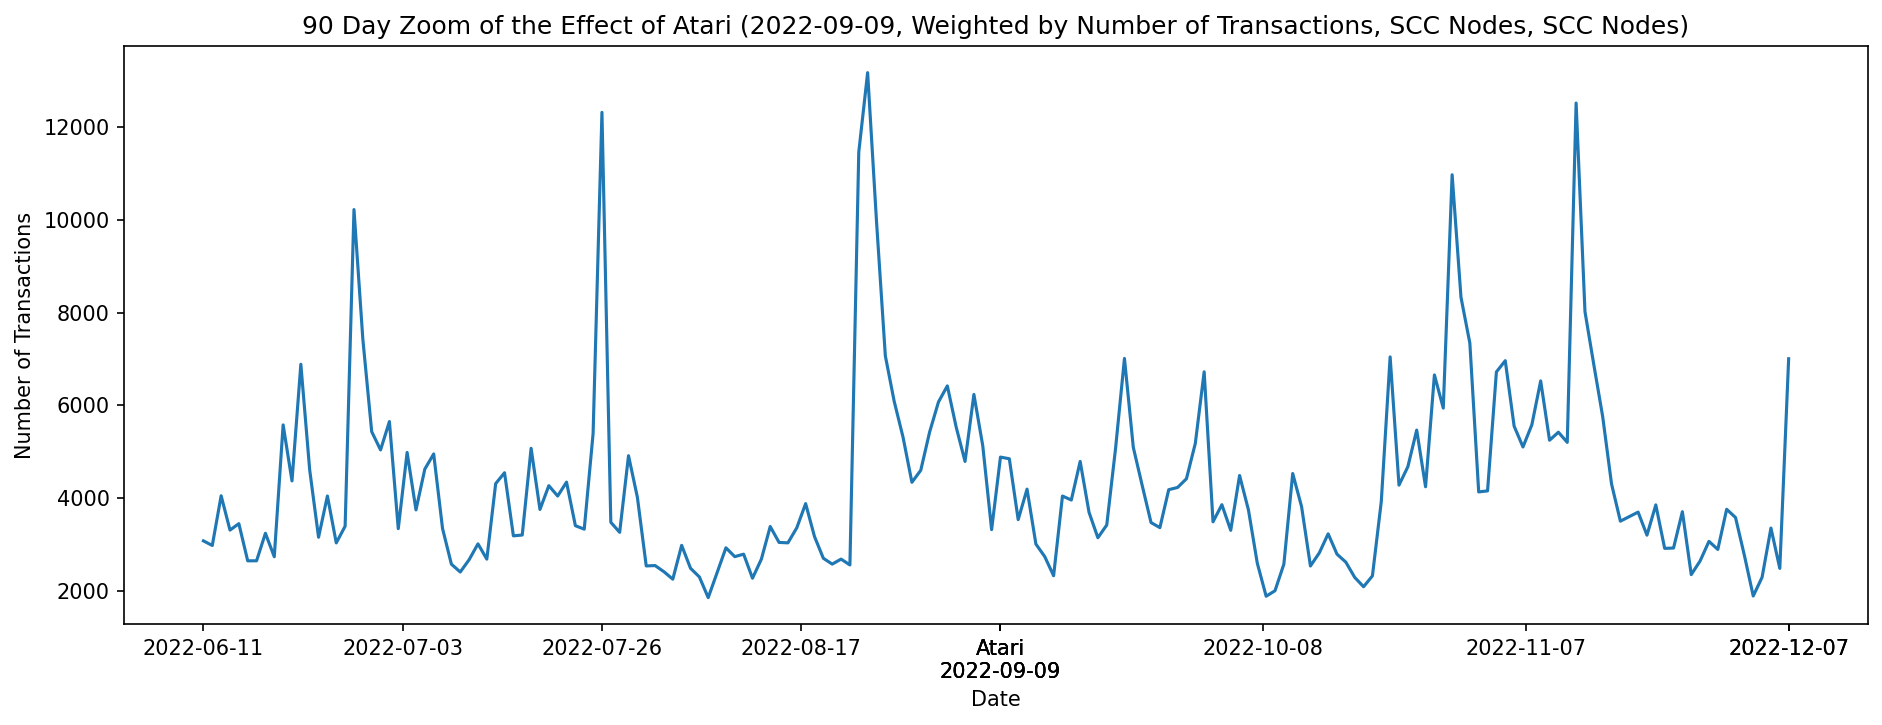 90 Day Zoom of the Effect of Atari (2022-09-09, Weighted by Number of Transactions, SCC Nodes, SCC Nodes)
Number of Transactions
12000
10000
8000
6000
4000
2000
2022-06-11 2022-07-03 2022-07-26 2022-08-17 Atari 2022-10-08 2022-11-07 2022-12-07
2022-09-09
Date